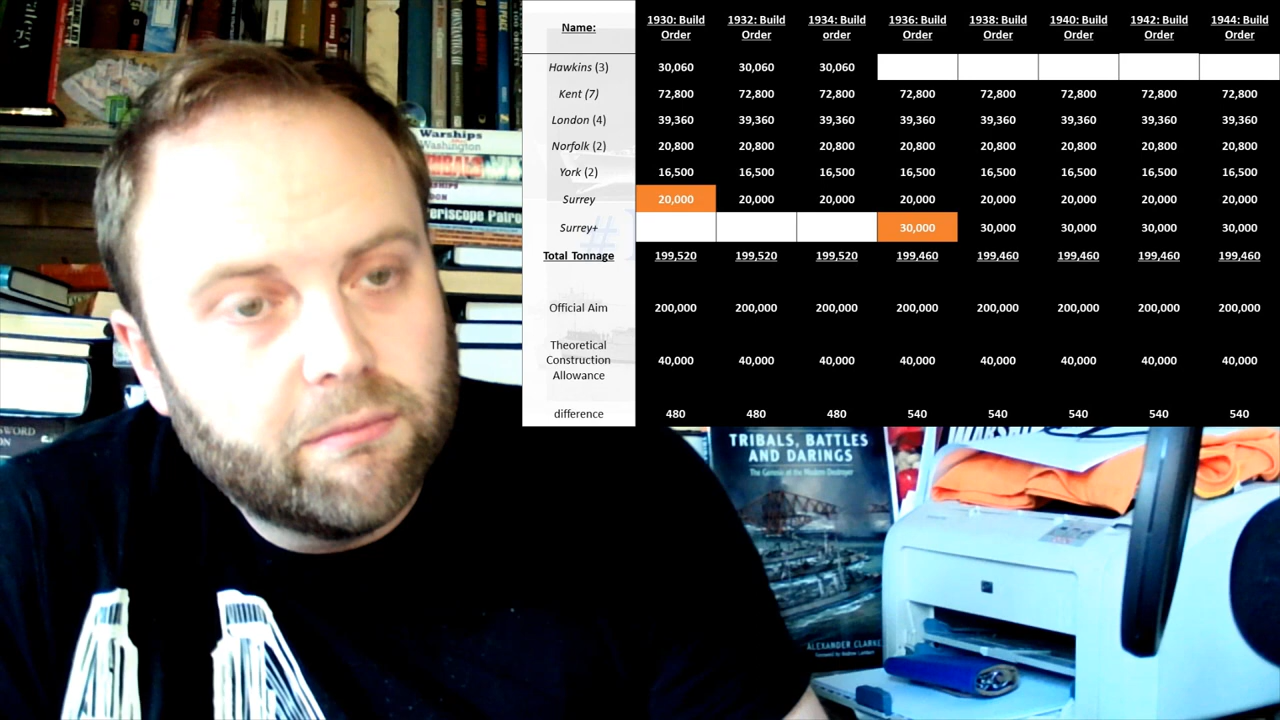 Name: 1930: Build Order 1932: Build Order 1934: Build order 1936: Build Order 1938: Build Order 1940: Build Order 1942: Build Order Build Order
Hawkins (3) 30,060 30,060 30,060
Kent (7) 72,800 72,800 72,800 72,800 72,800 72,800 72,800 72,800
London (4) 39,360 39,360 39,360 39,360 39,360 39,360 39,360 39,360
Norfolk (2) 20,800 20,800 20,800 20,800 20,800 20,800 20,800 20,800
York (2) 16,500 16,500 16,500 16,500 16,500 16,500 16,500 16,500
Surrey 20,000 20,000 20,000 20,000 20,000 20,000 20,000 20,000
Surrey+ 30,000 30,000 30,000 30,000 30,000
Total Tonnage 199,520 199,520 199,520 199,460 199,460 199,460 199,460 199,460
Official Aim 200,000 200,000 200,000 200,000 200,000 200,000 200,000 200,000
Theoretical
Construction 40,000 40,000 40,000 40,000 40,000 40,000 40,000 40,000
Allowance
difference 480 480 480 540 540 540 540 540
Warships
Washington
Periscope Patrol
TRIBALS, BATTLES
AND DARINGS
The Genesis of the Modern Destroyer
ALEXANDER CLARKE